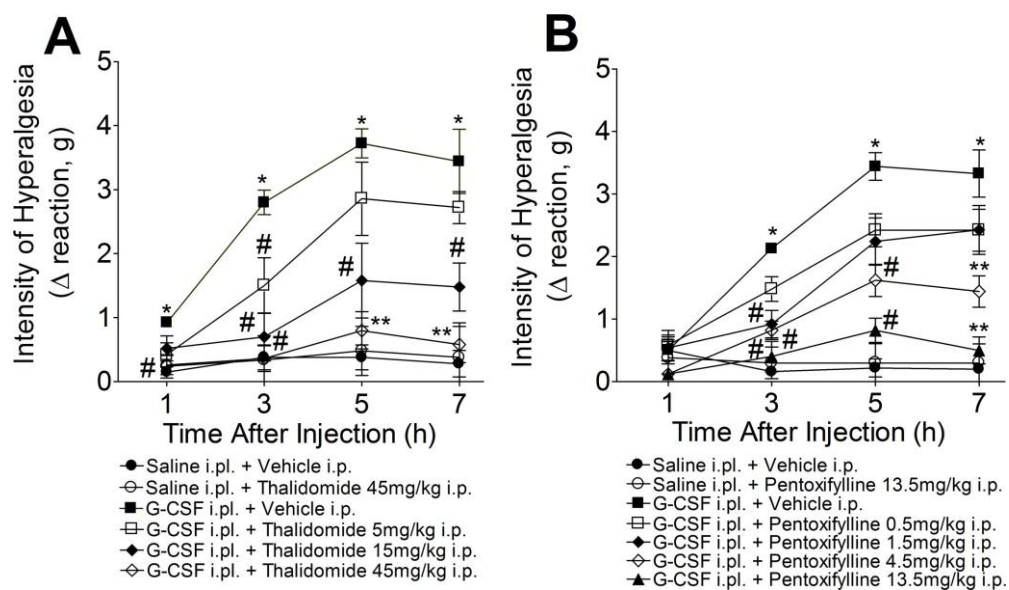 A
Intensity of Hyperalgesia
(Δ reaction, g)
5
4
3
2
1
0
*
*
*
*
#
#
#
#
#
#
**
**
1 3 5 7
Time After Injection (h)
Saline i.pl. + Vehicle i.p.
Saline i.pl. + Thalidomide 45mg/kg i.p.
G-CSF i.pl. + Vehicle i.p.
G-CSF i.pl. + Thalidomide 5mg/kg i.p.
G-CSF i.pl. + Thalidomide 15mg/kg i.p.
G-CSF i.pl. + Thalidomide 45mg/kg i.p.
B
Intensity of Hyperalgesia
(Δ reaction, g)
5
4
3
2
1
0
*
*
*
#
#
#
#
#
**
**
1 3 5 7
Time After Injection (h)
Saline i.pl. + Vehicle i.p.
Saline i.pl. + Pentoxifylline 13.5mg/kg i.p.
G-CSF i.pl. + Vehicle i.p.
G-CSF i.pl. + Pentoxifylline 0.5mg/kg i.p.
G-CSF i.pl. + Pentoxifylline 1.5mg/kg i.p.
G-CSF i.pl. + Pentoxifylline 4.5mg/kg i.p.
G-CSF i.pl. + Pentoxifylline 13.5mg/kg i.p.